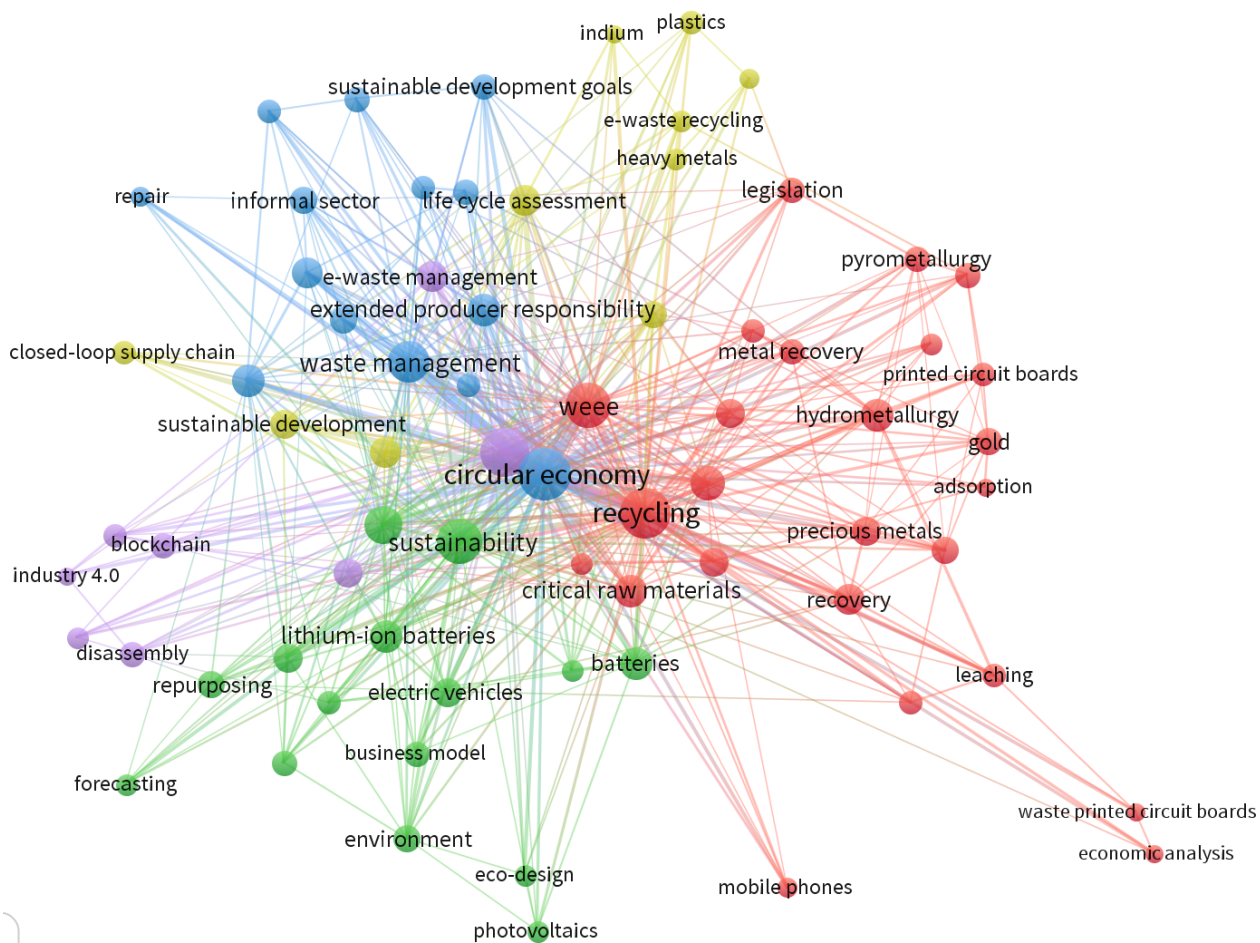 plastics
indium
sustainable development goals
e-waste recycling
heavy metals
legislation
repair
informal sector
life cycle assessment
pyrometallurgy
e-waste management
extended producer responsibility
closed-loop supply chain
metal recovery
waste management
printed circuit boards
weee
hydrometallurgy
sustainable development
gold
circular economy
adsorption
recycling
precious metals
blockchain
sustainability
industry 4.0
critical raw materials
recovery
lithium-ion batteries
disassembly
batteries
leaching
repurposing
electric vehicles
business model
forecasting
waste printed circuit boards
environment
economic analysis
eco-design
mobile phones
photovoltaics